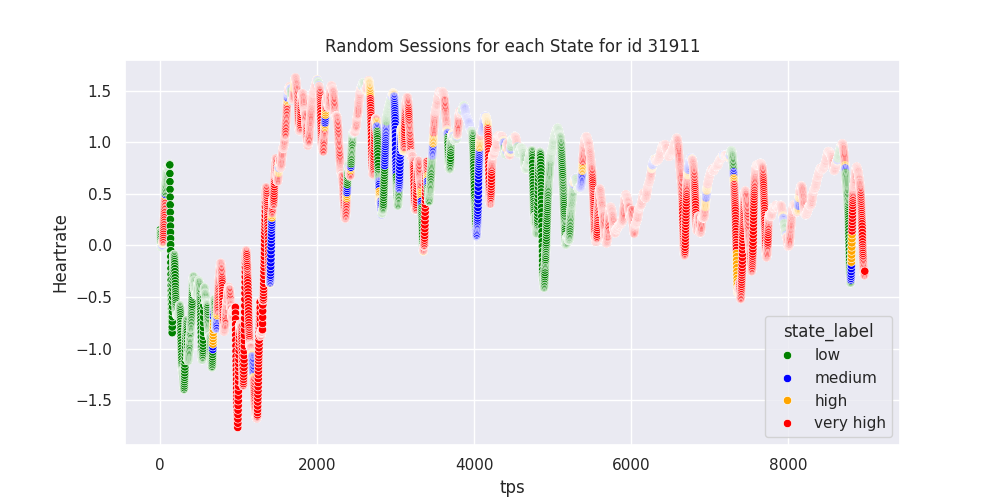 Random Sessions for each State for id 31911
Heartrate
1.5
1.0
0.5
0.0
−0.5
−1.0
−1.5
0
2000
4000
6000
8000
tps
state_label
low
medium
high
very high